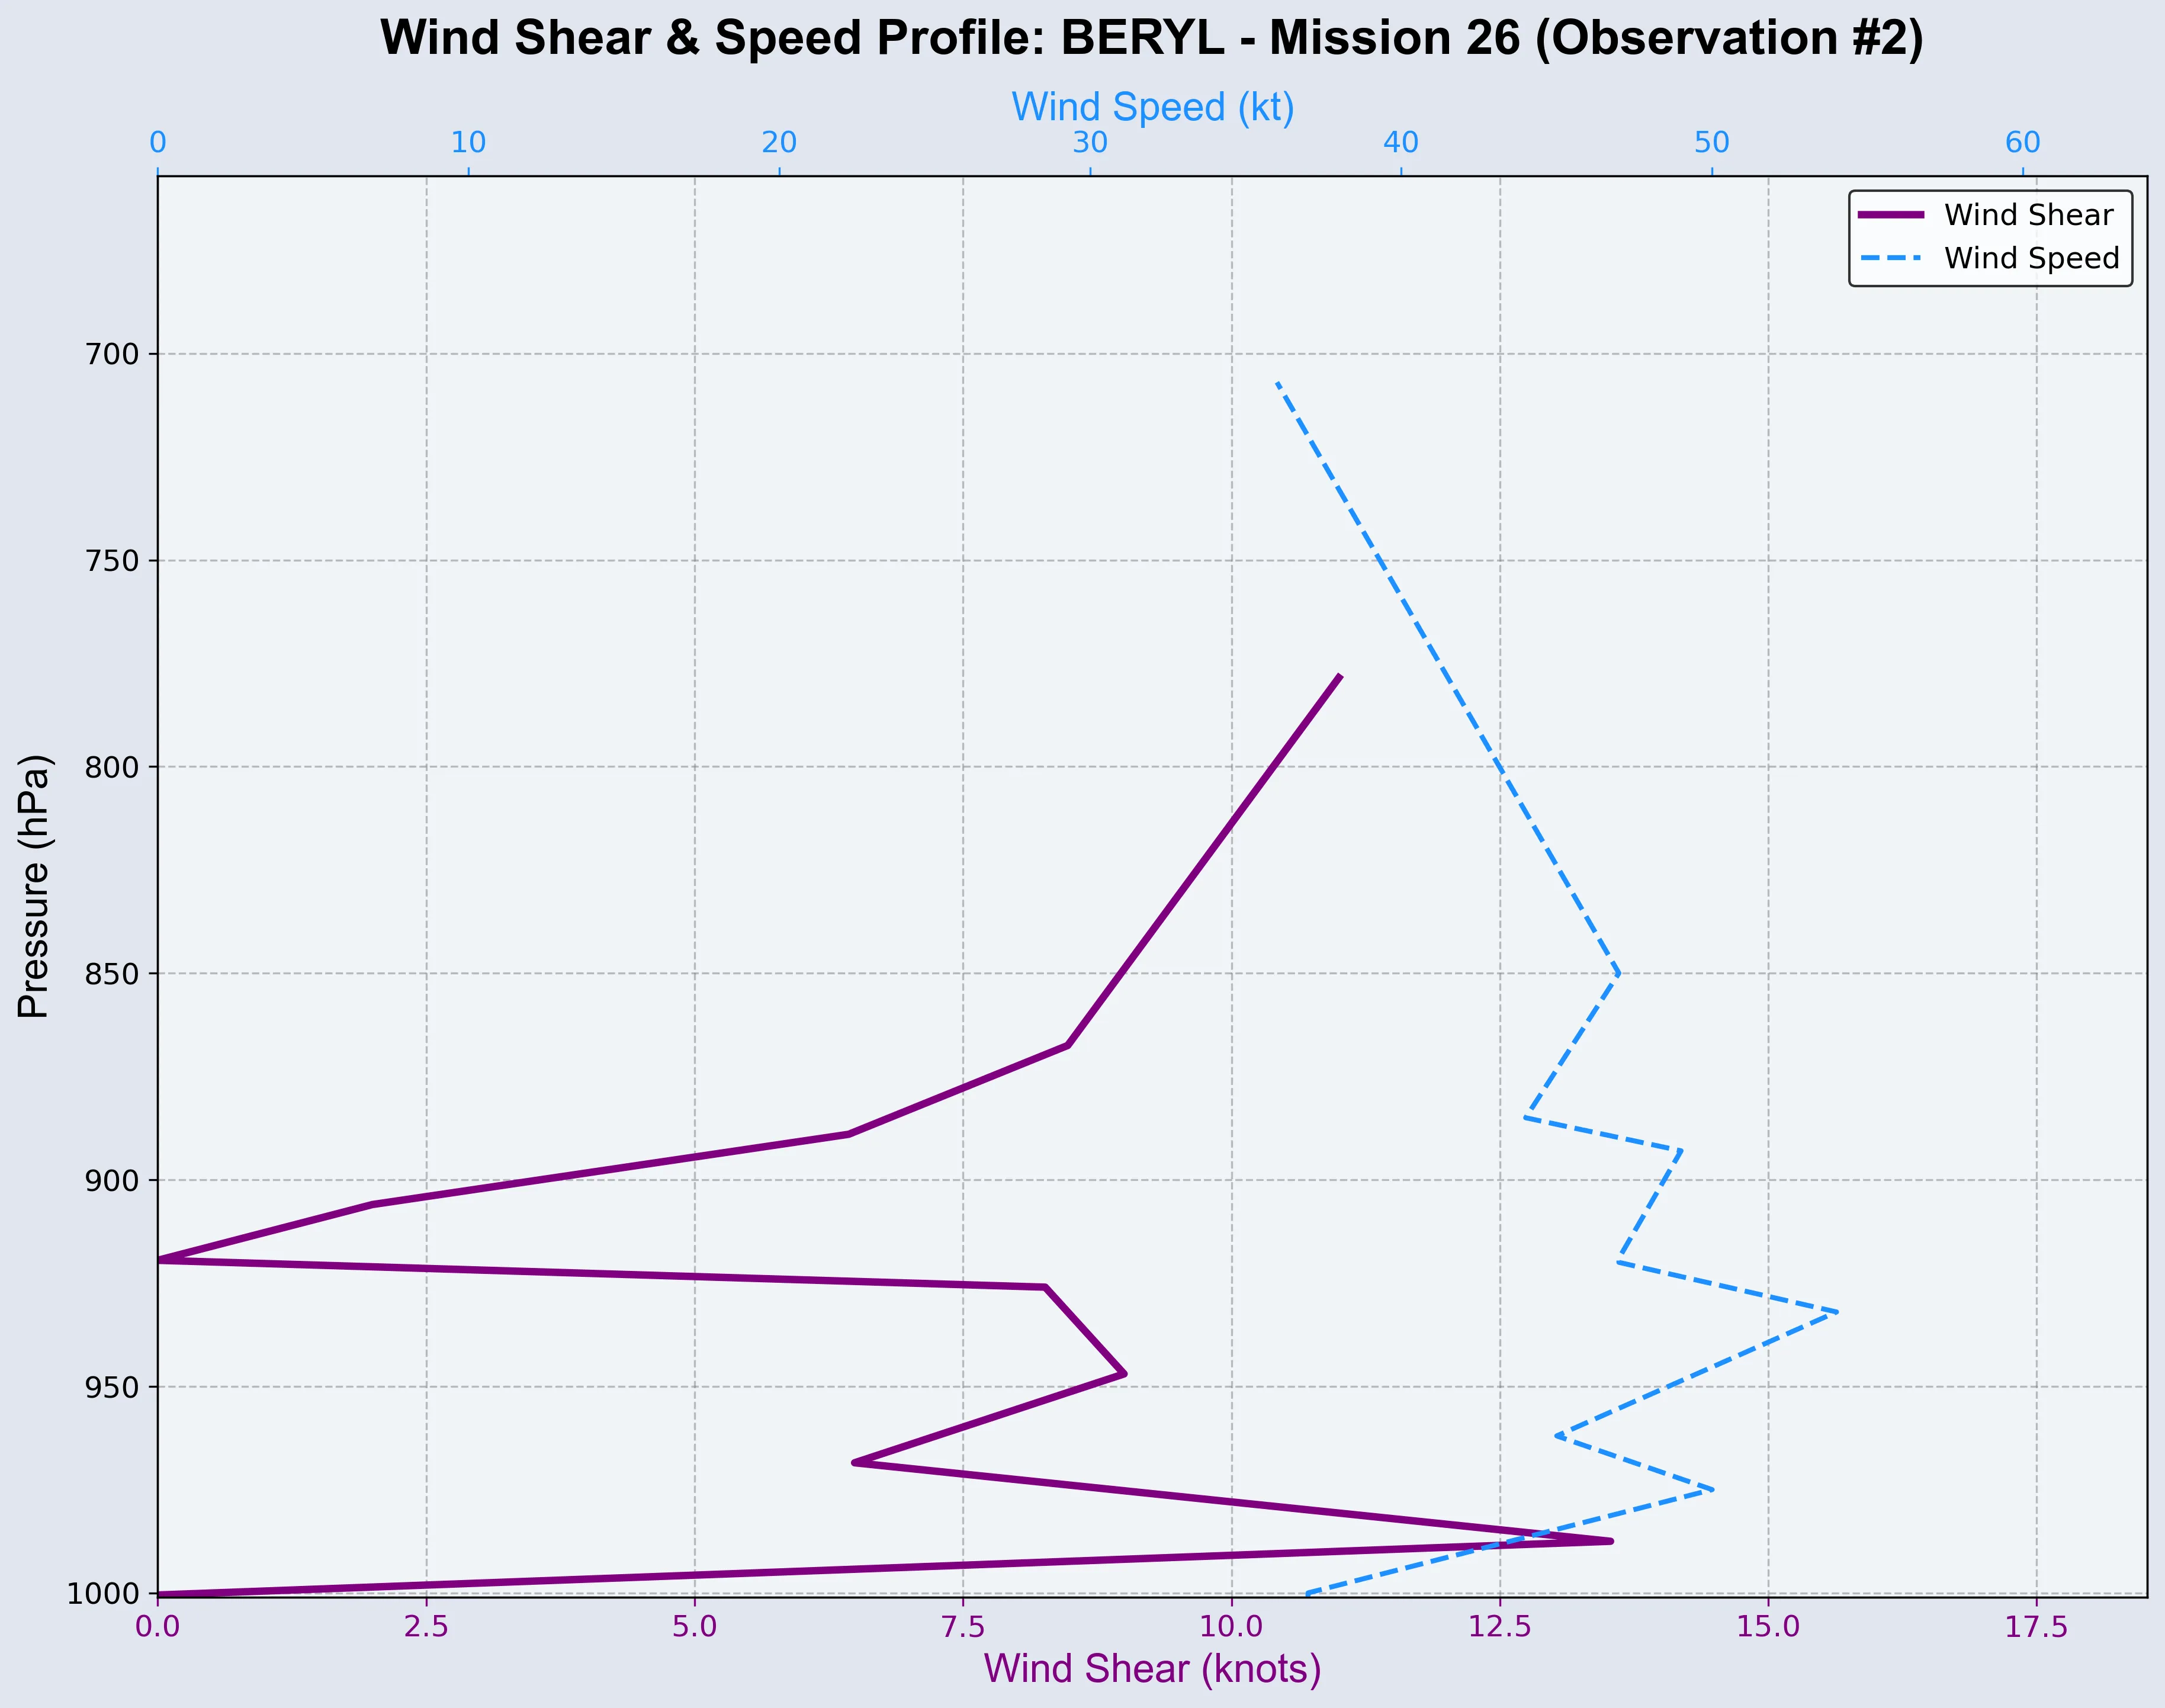 Wind Shear & Speed Profile: BERYL - Mission 26 (Observation #2)
Wind Speed (kt)
0 10 20 30 40 50 60
Wind Shear
Wind Speed
700
750
800
850
900
950
1000
Pressure (hPa)
0.0 2.5 5.0 7.5 10.0 12.5 15.0 17.5
Wind Shear (knots)